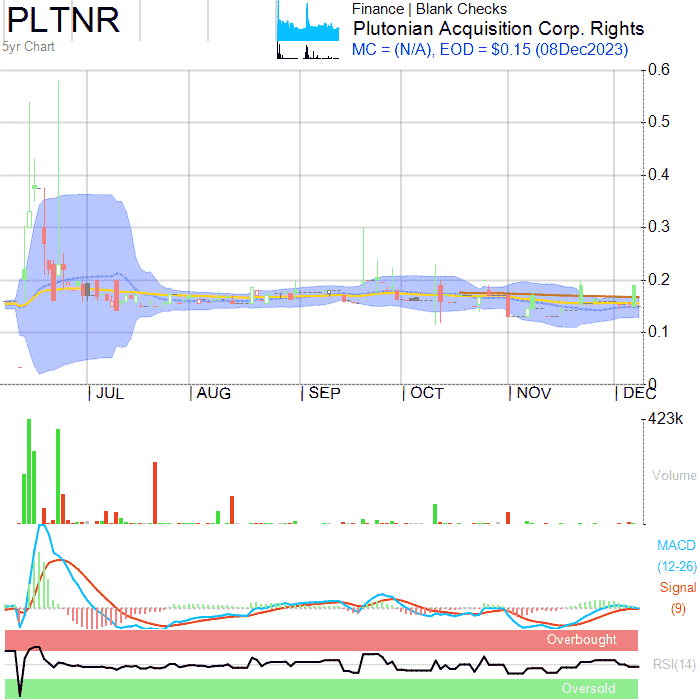 PLTNR
5yr Chart
Finance | Blank Checks
Plutonian Acquisition Corp. Rights
MC = (N/A), EOD = $0.15 (08Dec2023)
0.6
0.5
0.4
0.3
0.2
0.1
0
JUL AUG SEP OCT NOV DEC
423k
Volume
MACD
(12-26)
Signal
(9)
Overbought
RSI(14)
Oversold